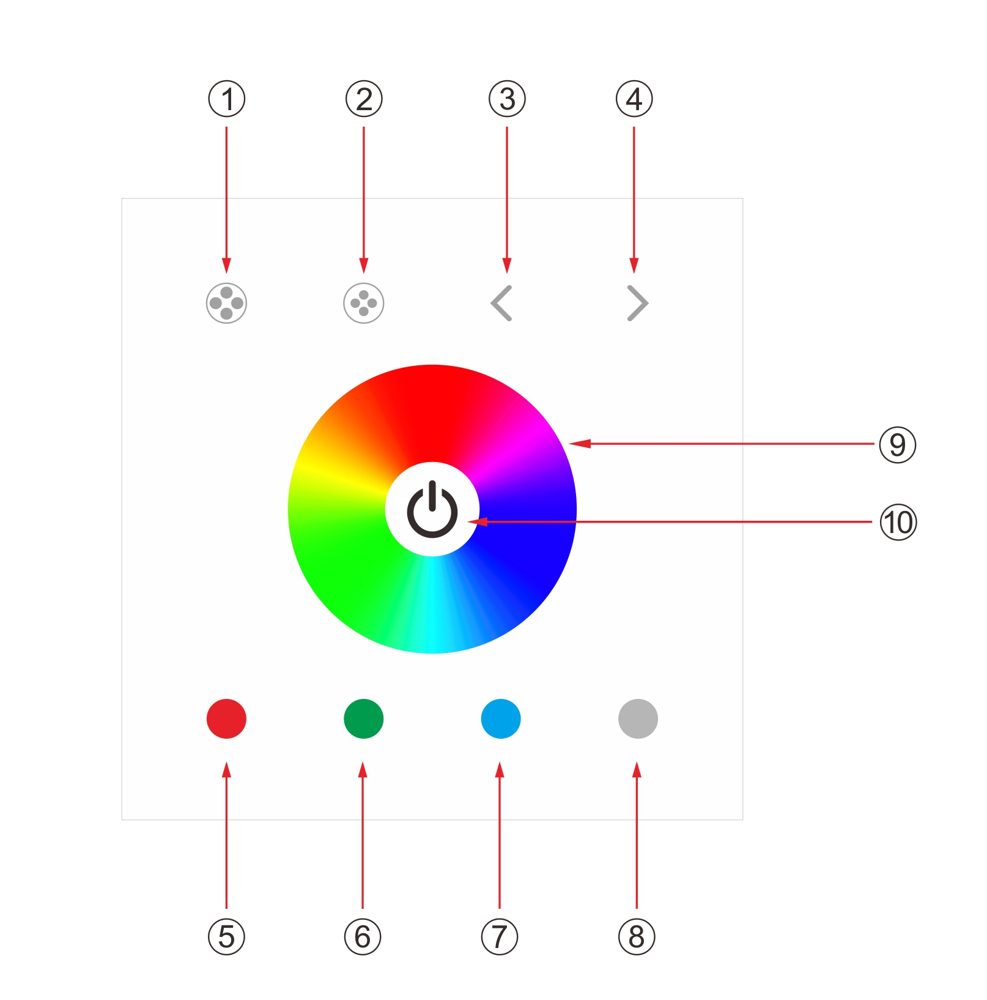 ① ② ③ ④
⑨
⑩
⑤ ⑥ ⑦ ⑧